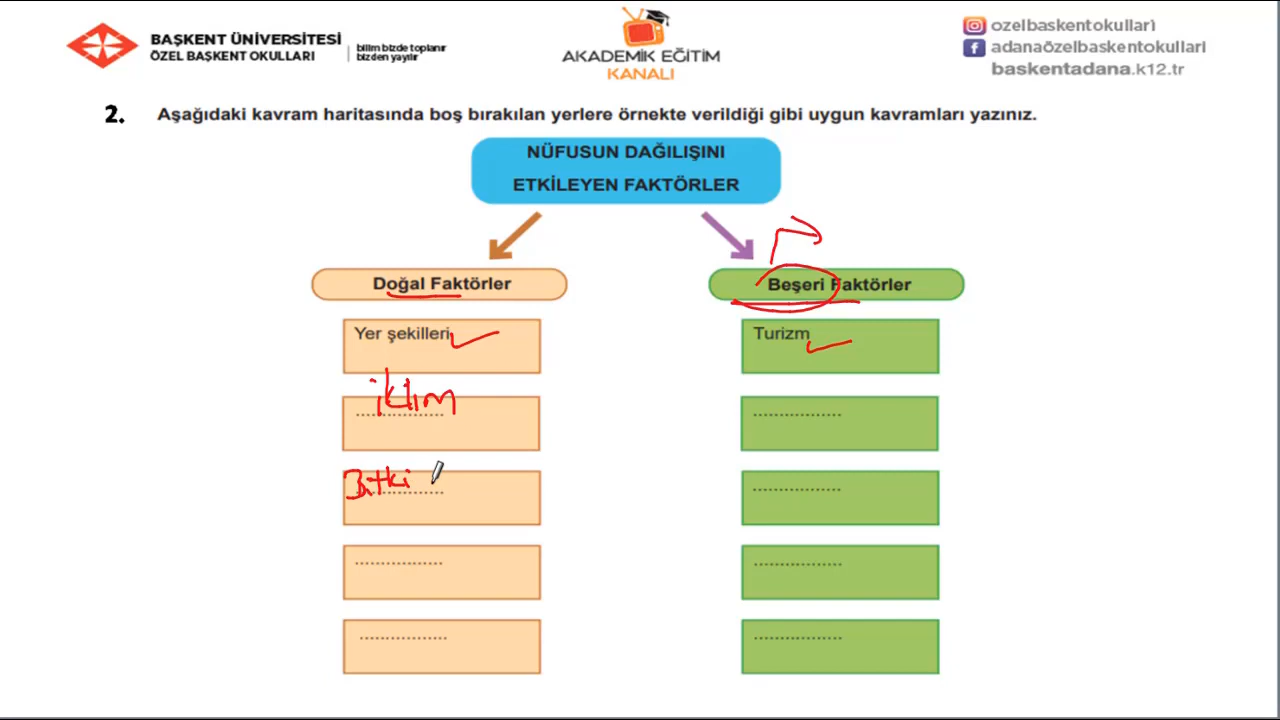 BAŞKENT ÜNİVERSİTESİ
ÖZEL BAŞKENT OKULLARI
bilim bizde toplanır
bizden yayılır
AKADEMİK EĞİTİM
KANALI
ozelbaskentokullari
adanaözelbaskentokullari
baskentadana.k12.tr
2. Aşağıdaki kavram haritasında boş bırakılan yerlere örnekte verildiği gibi uygun kavramları yazınız.
NÜFUSUN DAĞILIŞINI
ETKİLEYEN FAKTÖRLER
Doğal Faktörler
Yer şekilleri
iklim
Bitki
Beşeri Faktörler
Turizm